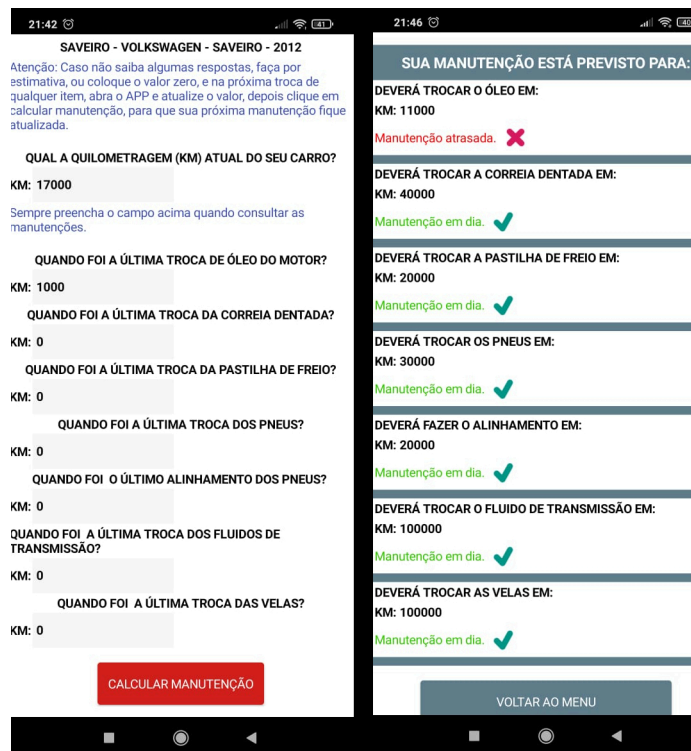 21:42
41
SAVEIRO - VOLKSWAGEN - SAVEIRO - 2012
Atenção: Caso não saiba algumas respostas, faça por
estimativa, ou coloque o valor zero, e na próxima troca de
qualquer item, abra o APP e atualize o valor, depois clique em
calcular manutenção, para que sua próxima manutenção fique
atualizada.
QUAL A QUILOMETRAGEM (KM) ATUAL DO SEU CARRO?
KM: 17000
Sempre preencha o campo acima quando consultar as
manutenções.
QUANDO FOI A ÚLTIMA TROCA DE ÓLEO DO MOTOR?
KM: 1000
QUANDO FOI A ÚLTIMA TROCA DA CORREIA DENTADA?
KM: 0
QUANDO FOI A ÚLTIMA TROCA DA PASTILHA DE FREIO?
KM: 0
QUANDO FOI A ÚLTIMA TROCA DOS PNEUS?
KM: 0
QUANDO FOI O ÚLTIMO ALINHAMENTO DOS PNEUS?
KM: 0
QUANDO FOI A ÚLTIMA TROCA DOS FLUIDOS DE
TRANSMISSÃO?
KM: 0
QUANDO FOI A ÚLTIMA TROCA DAS VELAS?
KM: 0
CALCULAR MANUTENÇÃO
21:46
40
SUA MANUTENÇÃO ESTÁ PREVISTO PARA:
DEVERÁ TROCAR O ÓLEO EM:
KM: 11000
Manutenção atrasada.
DEVERÁ TROCAR A CORREIA DENTADA EM:
KM: 40000
Manutenção em dia.
DEVERÁ TROCAR A PASTILHA DE FREIO EM:
KM: 20000
Manutenção em dia.
DEVERÁ TROCAR OS PNEUS EM:
KM: 30000
Manutenção em dia.
DEVERÁ FAZER O ALINHAMENTO EM:
KM: 20000
Manutenção em dia.
DEVERÁ TROCAR O FLUIDO DE TRANSMISSÃO EM:
KM: 100000
Manutenção em dia.
DEVERÁ TROCAR AS VELAS EM:
KM: 100000
Manutenção em dia.
VOLTAR AO MENU